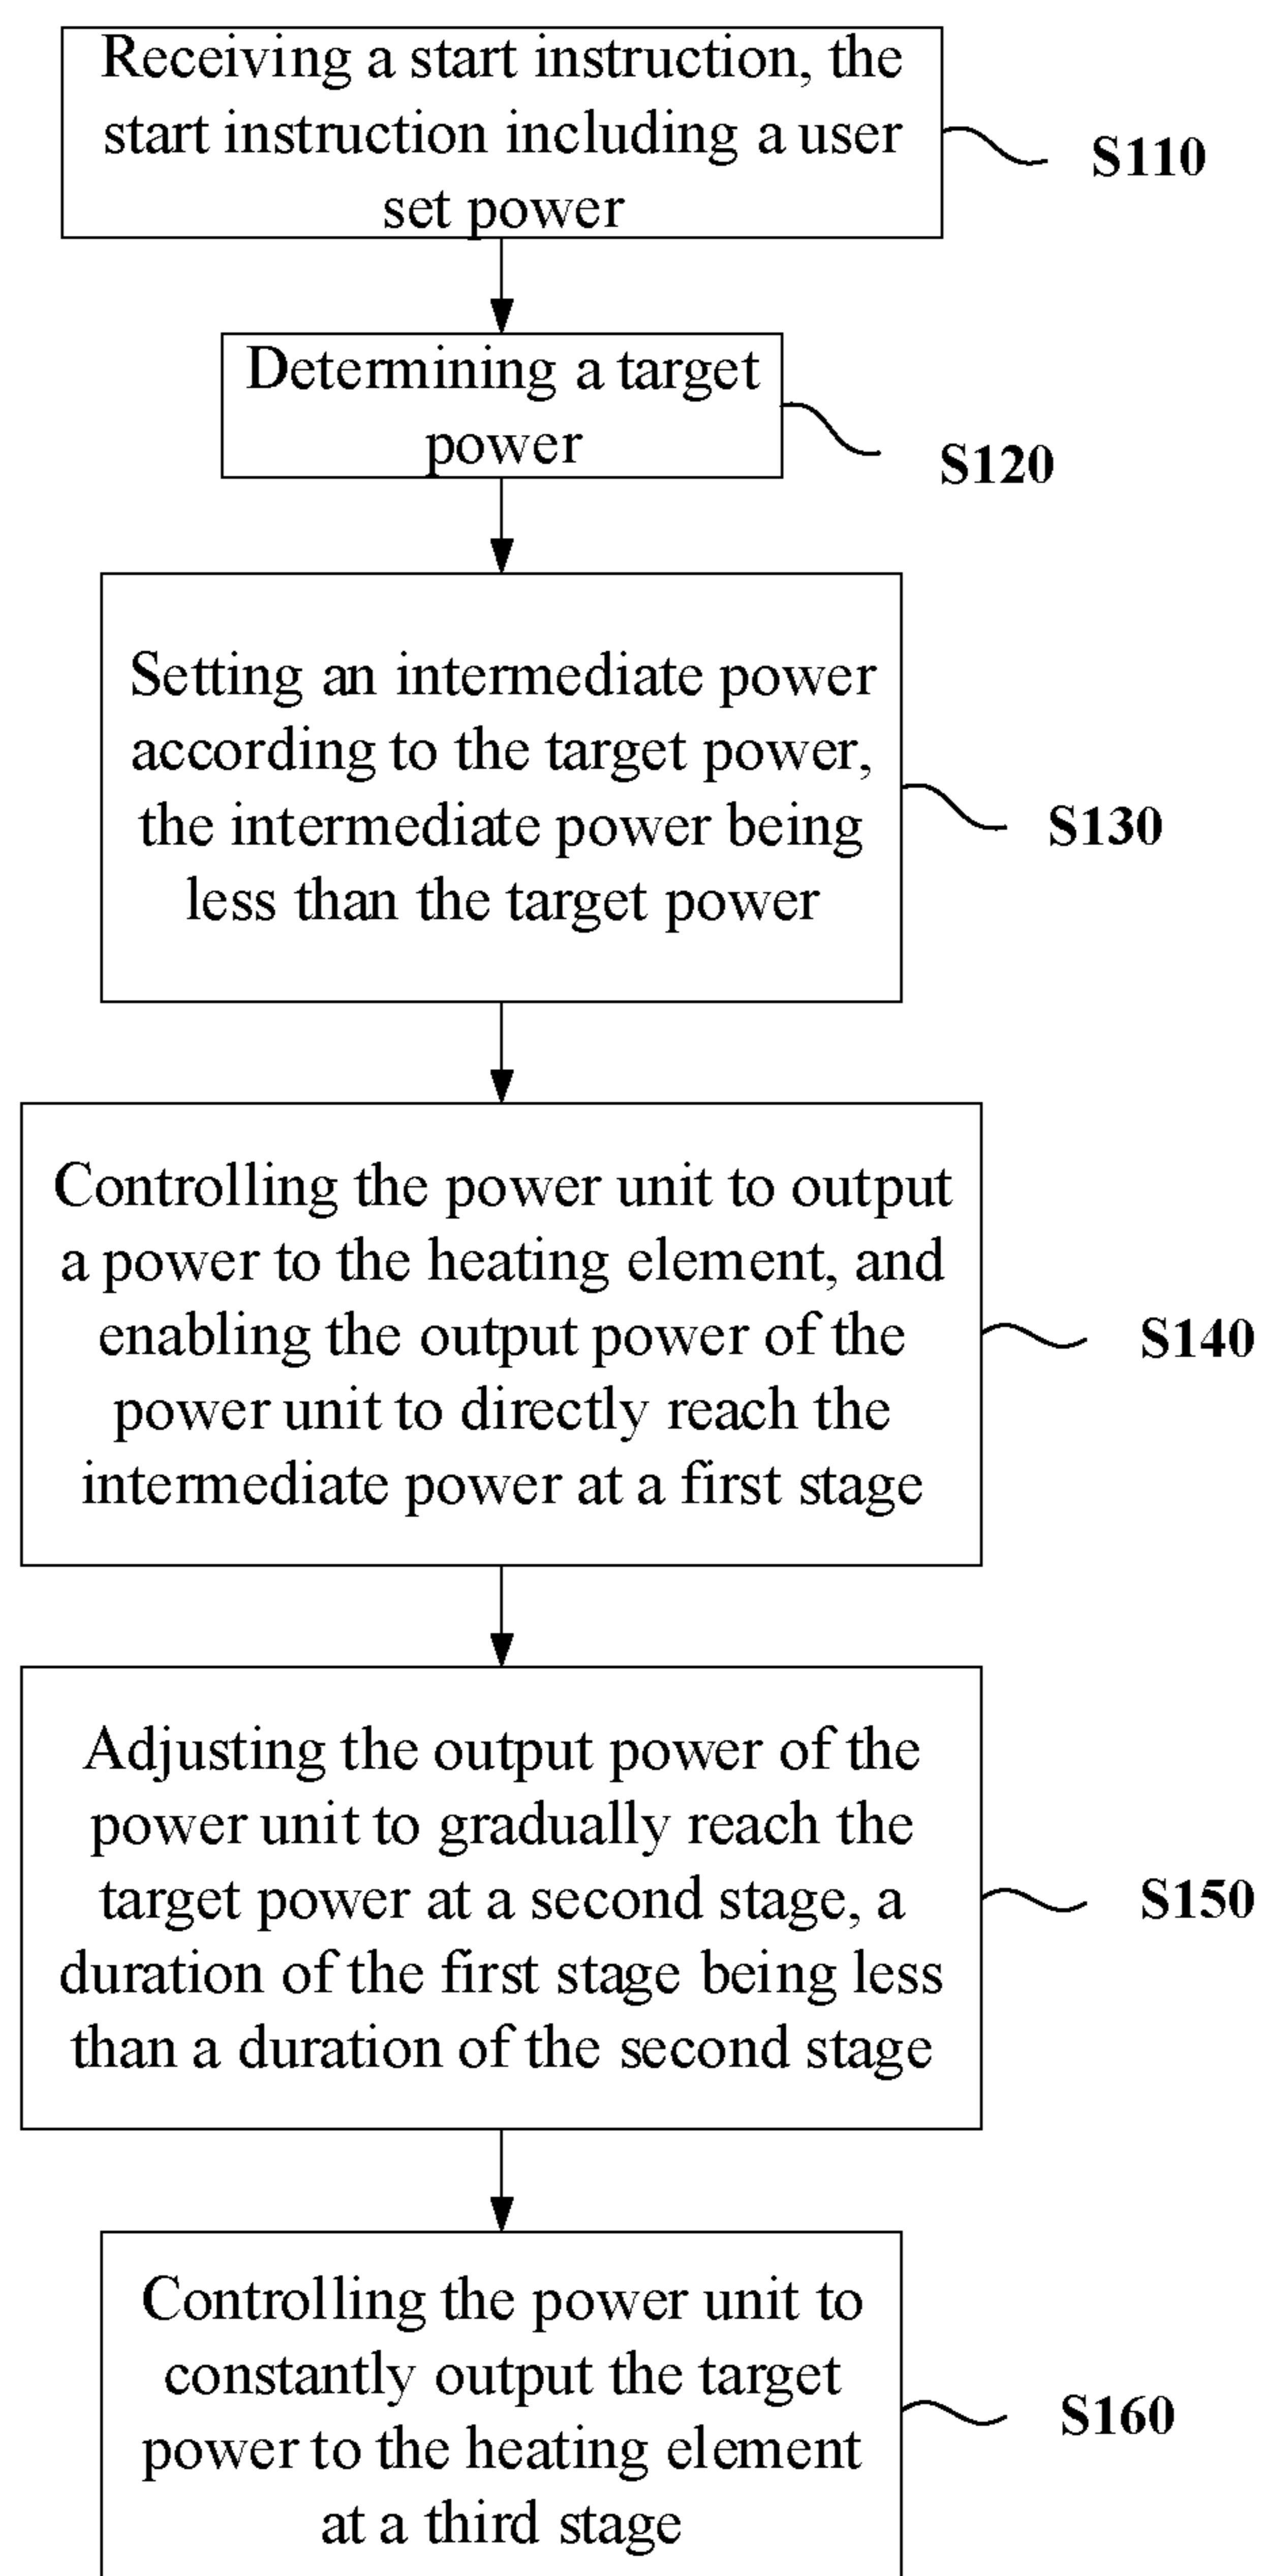 Receiving a start instruction, the
start instruction including a user
set power
S110
Determining a target
power
S120
Setting an intermediate power
according to the target power,
the intermediate power being
less than the target power
S130
Controlling the power unit to output
a power to the heating element, and
enabling the output power of the
power unit to directly reach the
intermediate power at a first stage
S140
Adjusting the output power of the
power unit to gradually reach the
target power at a second stage, a
duration of the first stage being less
than a duration of the second stage
S150
Controlling the power unit to
constantly output the target
power to the heating element
at a third stage
S160